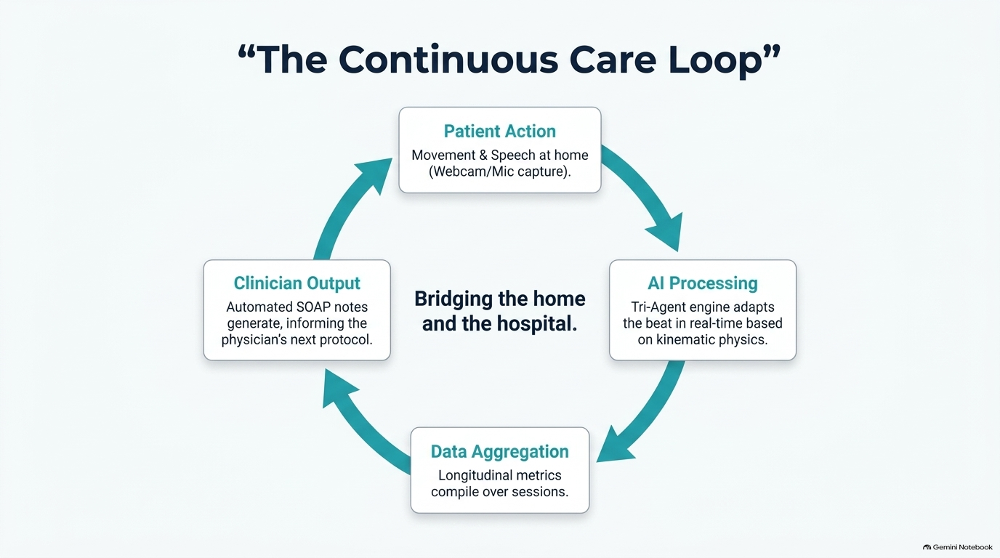 “The Continuous Care Loop”
Patient Action
Movement & Speech at home
(Webcam/Mic capture).
Clinician Output
Automated SOAP notes
generate, informing the
physician's next protocol.
Bridging the home
and the hospital.
AI Processing
Tri-Agent engine adapts
the beat in real-time based
on kinematic physics.
Data Aggregation
Longitudinal metrics
compile over sessions.
Gemini Notebook